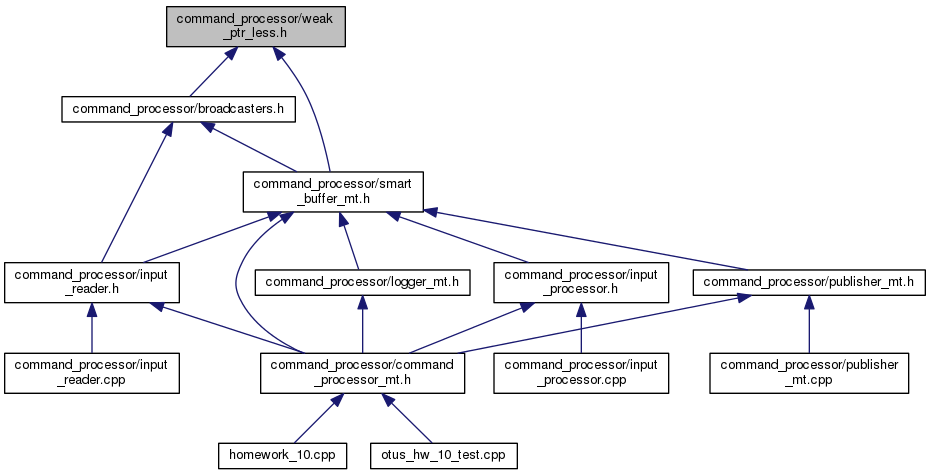 command_processor/weak
_ptr_less.h
command_processor/broadcasters.h
command_processor/smart
_buffer_mt.h
command_processor/input
_reader.h
command_processor/logger_mt.h
command_processor/input
_processor.h
command_processor/publisher_mt.h
command_processor/input
_reader.cpp
command_processor/command
_processor_mt.h
command_processor/input
_processor.cpp
command_processor/publisher
_mt.cpp
homework_10.cpp
otus_hw_10_test.cpp